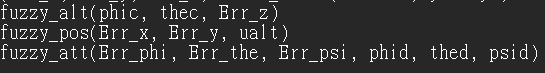 fuzzy_alt(phic, thec, Err_z)
fuzzy_pos(Err_x, Err_y, ualt)
fuzzy_att(Err_phi, Err_the, Err_psi, phid, thed, psid)